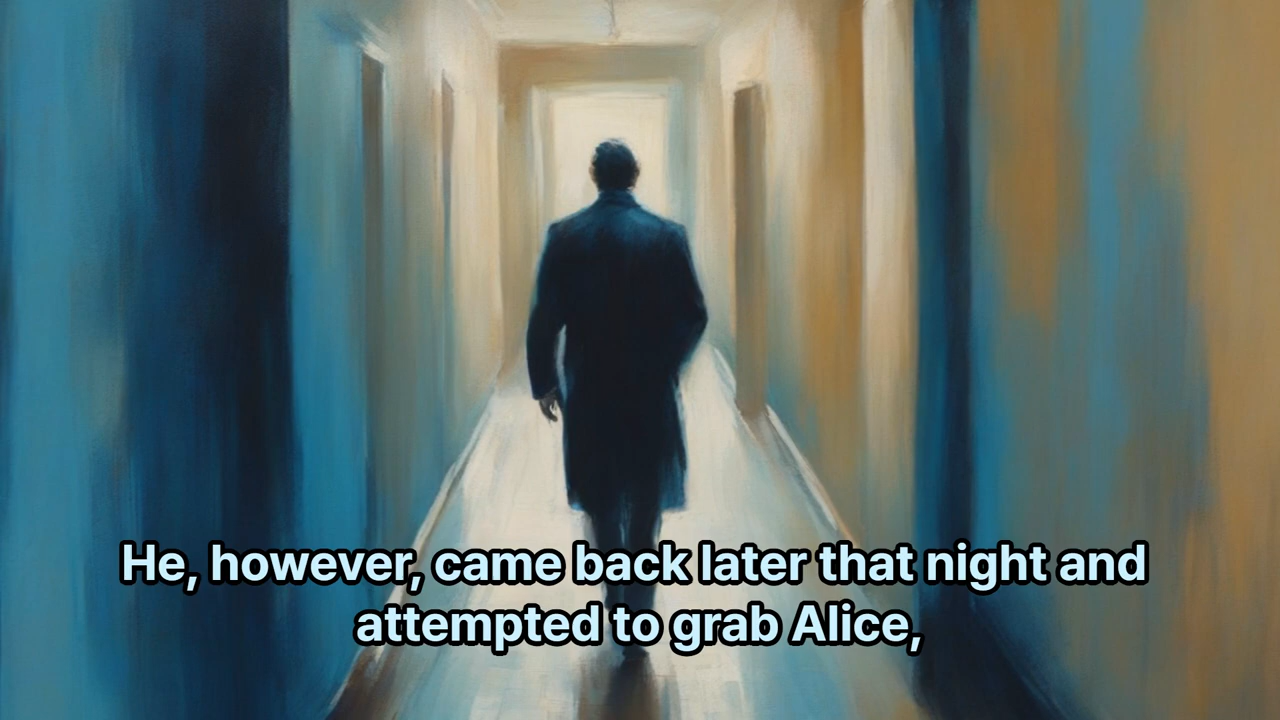 He, however, came back later that night and
attempted to grab Alice,